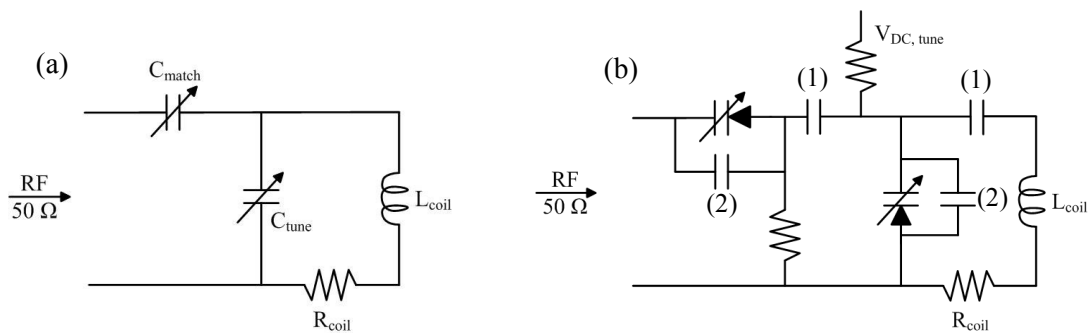 (a)
C_match
RF
50 Ω
C_tune
L_coil
R_coil
(b)
V_DC, tune
(1)
(1)
(2)
(2)
RF
50 Ω
L_coil
R_coil